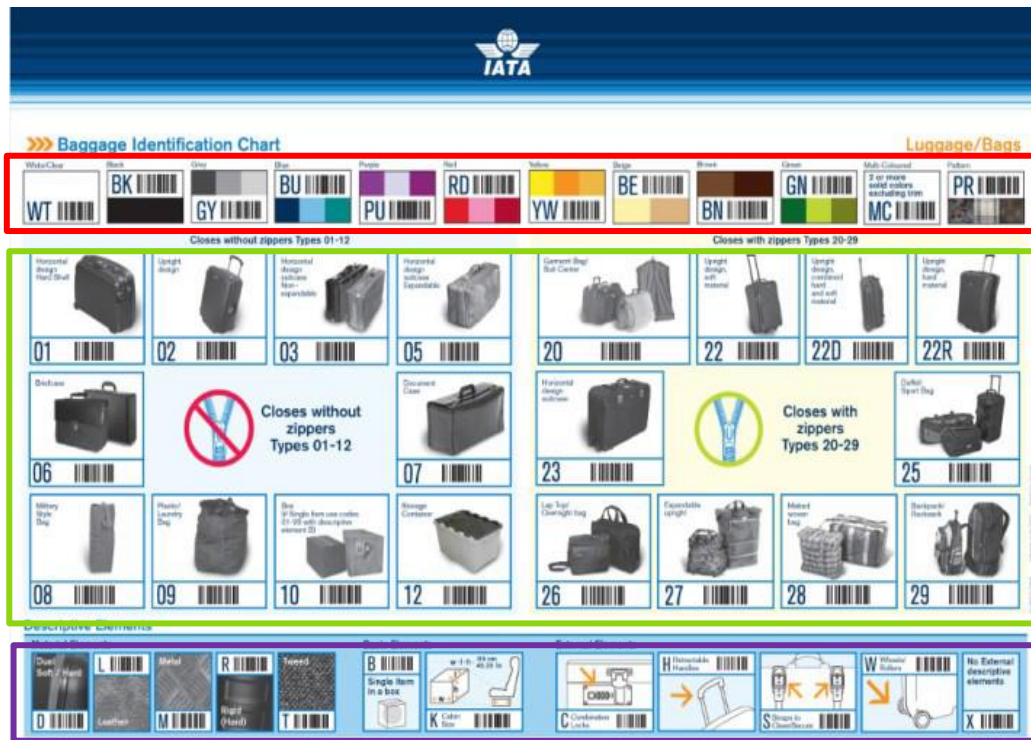 IATA
>>> Baggage Identification Chart
Luggage/Bags
White/Clear
WT
Black
BK
Grey
GY
Blue
BU
Purple
PU
Red
RD
Yellow
YW
Beige
BE
Brown
BN
Green
GN
Multi-Coloured
2 or more
solid colors
excluding trim
MC
Pattern
PR
Closes without zippers Types 01-12
Closes with zippers Types 20-29
Horizontal
design
Hard Shell
01
Upright
design
02
Horizontal
design
suitcase
Non-
expandable
03
Horizontal
design
suitcase
Expandable
05
Garment Bag/
Suit Carrier
20
Upright
design,
soft
material
22
Upright
design,
combined
hard
and soft
material
22D
Upright
design,
hard
material
22R
Briefcase
06
Closes without
zippers
Types 01-12
Document
Case
07
Horizontal
design
suitcase
23
Closes with
zippers
Types 20-29
Duffel/
Sport Bag
25
Military
Style
Bag
08
Plastic/
Laundry
Bag
09
Box
10
Storage
Container
12
Lap Top/
Overnight bag
26
Expandable
upright
27
Matted
woven
bag
28
Backpack/
Rucksack
29
Descriptive Elements
Dual
Soft / Hard
D
L
Leather
Metal
M
R
Rigid
(Hard)
Tweed
T
B
Single Item
in a box
K Cabin
Box
C Combination
Locks
H Retractable
Handles
S Straps to
Close/Secure
W Wheels/
Rollers
No External
descriptive
elements
X